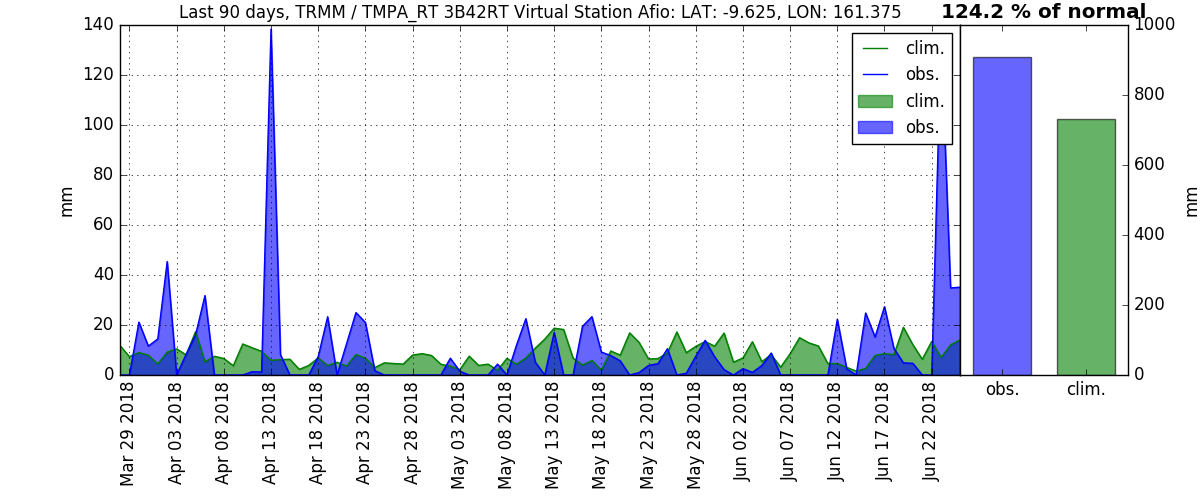 Last 90 days, TRMM / TMPA_RT 3B42RT Virtual Station Afio: LAT: -9.625, LON: 161.375
124.2 % of normal
140
120
100
80
60
40
20
0
mm
clim.
obs.
clim.
obs.
1000
800
600
400
200
0
mm
Mar 29 2018
Apr 03 2018
Apr 08 2018
Apr 13 2018
Apr 18 2018
Apr 23 2018
Apr 28 2018
May 03 2018
May 08 2018
May 13 2018
May 18 2018
May 23 2018
May 28 2018
Jun 02 2018
Jun 07 2018
Jun 12 2018
Jun 17 2018
Jun 22 2018
obs.
clim.